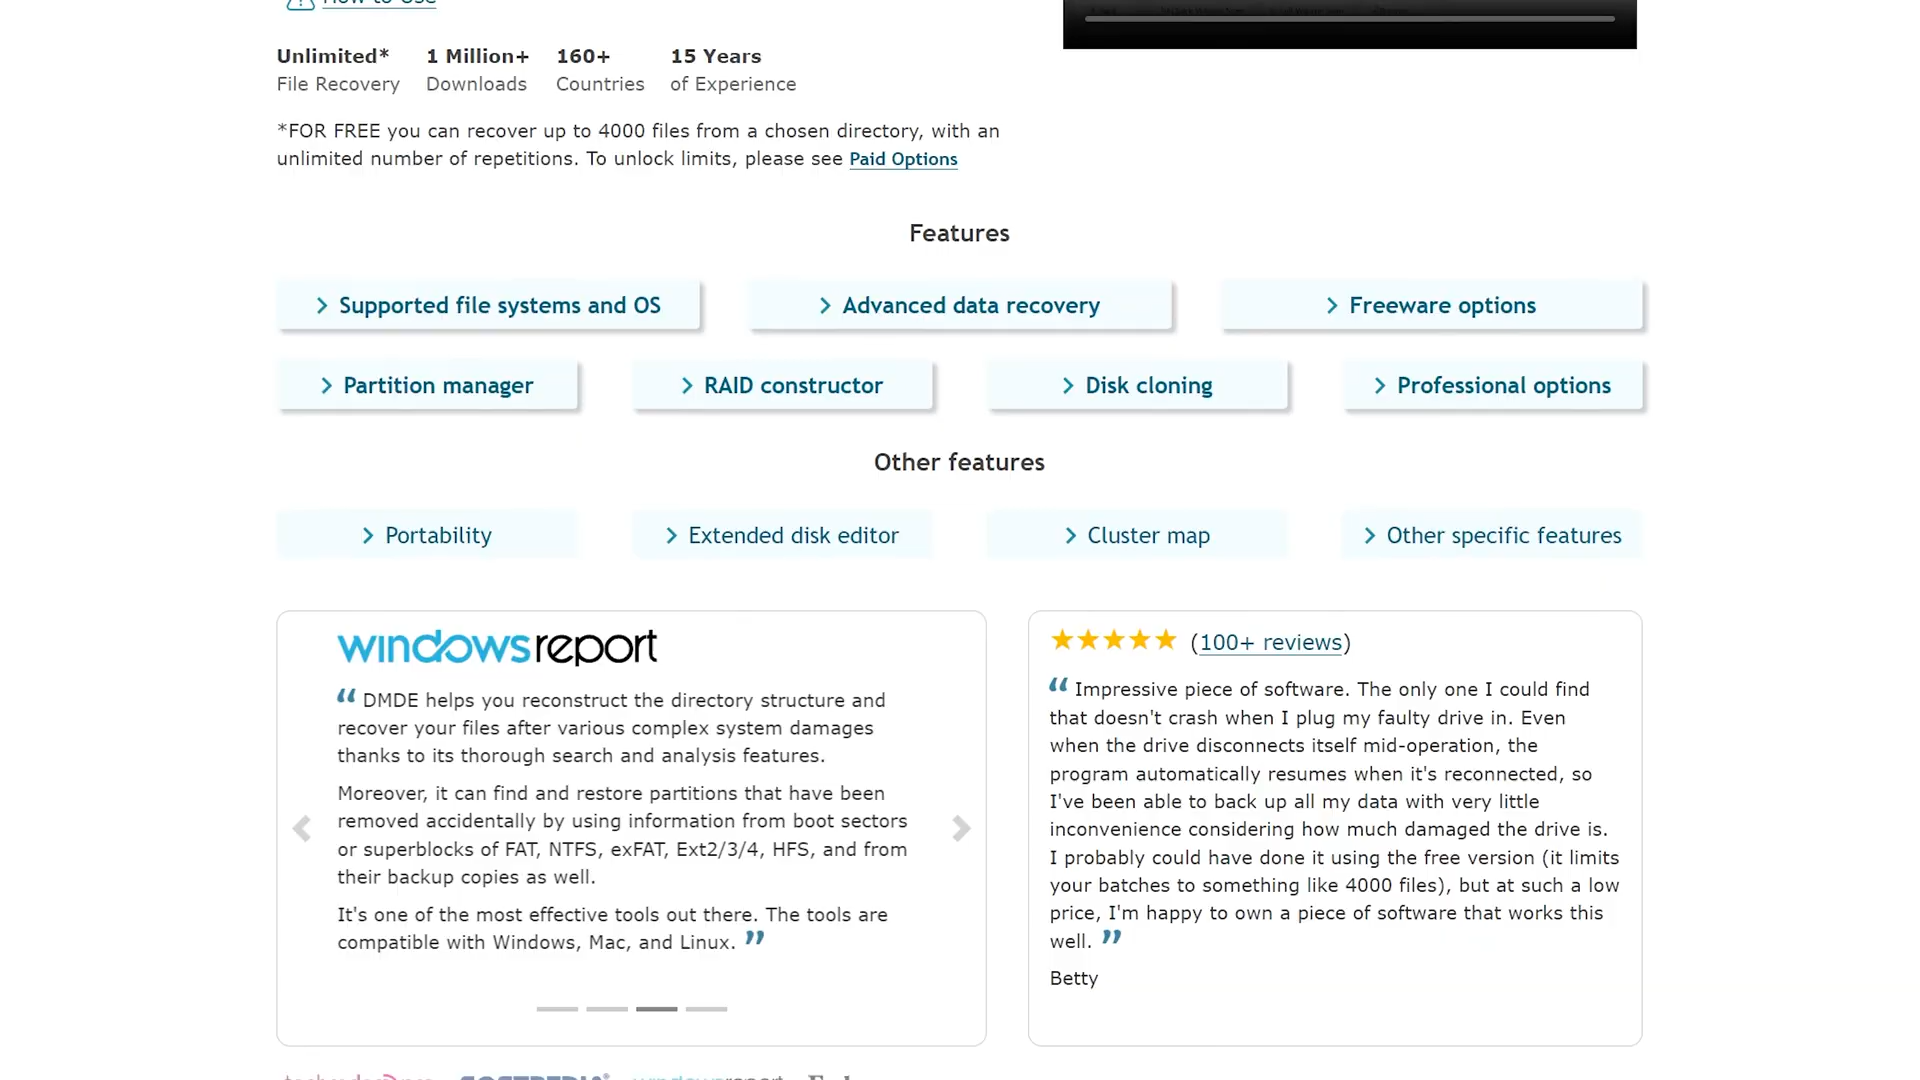 How to Use
Unlimited* 1 Million+ 160+ 15 Years
File Recovery Downloads Countries of Experience
*FOR FREE you can recover up to 4000 files from a chosen directory, with an
unlimited number of repetitions. To unlock limits, please see Paid Options
Features
Supported file systems and OS
Advanced data recovery
Freeware options
Partition manager
RAID constructor
Disk cloning
Professional options
Other features
Portability
Extended disk editor
Cluster map
Other specific features
windowsreport
“ DMDE helps you reconstruct the directory structure and
recover your files after various complex system damages
thanks to its thorough search and analysis features.
Moreover, it can find and restore partitions that have been
removed accidentally by using information from boot sectors
or superblocks of FAT, NTFS, exFAT, Ext2/3/4, HFS, and from
their backup copies as well.
It's one of the most effective tools out there. The tools are
compatible with Windows, Mac, and Linux. ”
(100+ reviews)
“ Impressive piece of software. The only one I could find
that doesn't crash when I plug my faulty drive in. Even
when the drive disconnects itself mid-operation, the
program automatically resumes when it's reconnected, so
I've been able to back up all my data with very little
inconvenience considering how much damaged the drive is.
I probably could have done it using the free version (it limits
your batches to something like 4000 files), but at such a low
price, I'm happy to own a piece of software that works this
well. ”
Betty
SOFTPEDIA® windowsreport